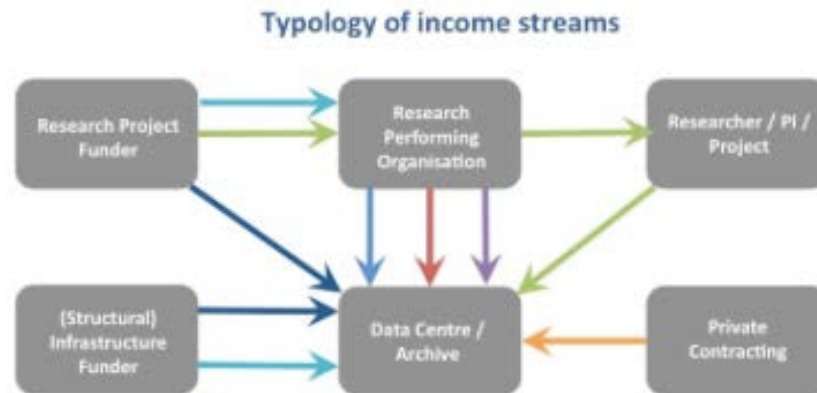 Typology of income streams
Research Project
Funder
Research
Performing
Organisation
Researcher / PI /
Project
(Structural)
Infrastructure
Funder
Data Centre /
Archive
Private
Contracting